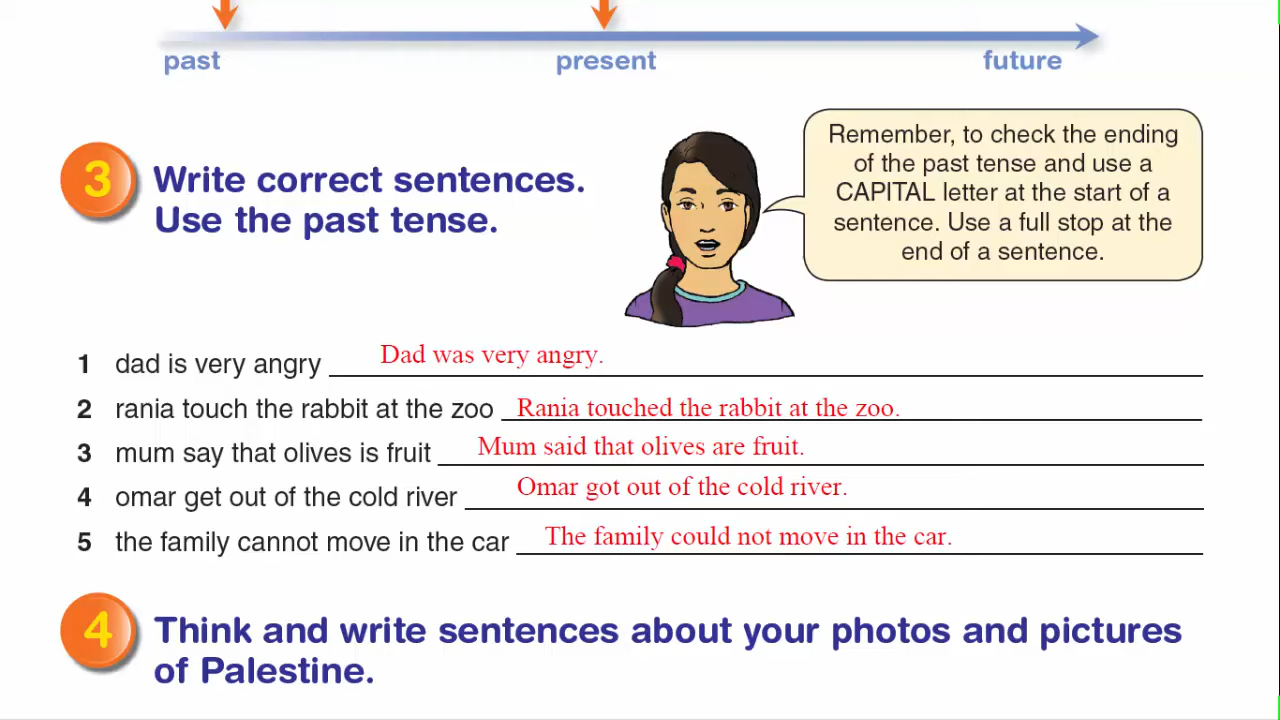 past present future
3 Write correct sentences.
Use the past tense.
Remember, to check the ending
of the past tense and use a
CAPITAL letter at the start of a
sentence. Use a full stop at the
end of a sentence.
1 dad is very angry Dad was very angry.
2 rania touch the rabbit at the zoo Rania touched the rabbit at the zoo.
3 mum say that olives is fruit Mum said that olives are fruit.
4 omar get out of the cold river Omar got out of the cold river.
5 the family cannot move in the car The family could not move in the car.
4 Think and write sentences about your photos and pictures
of Palestine.